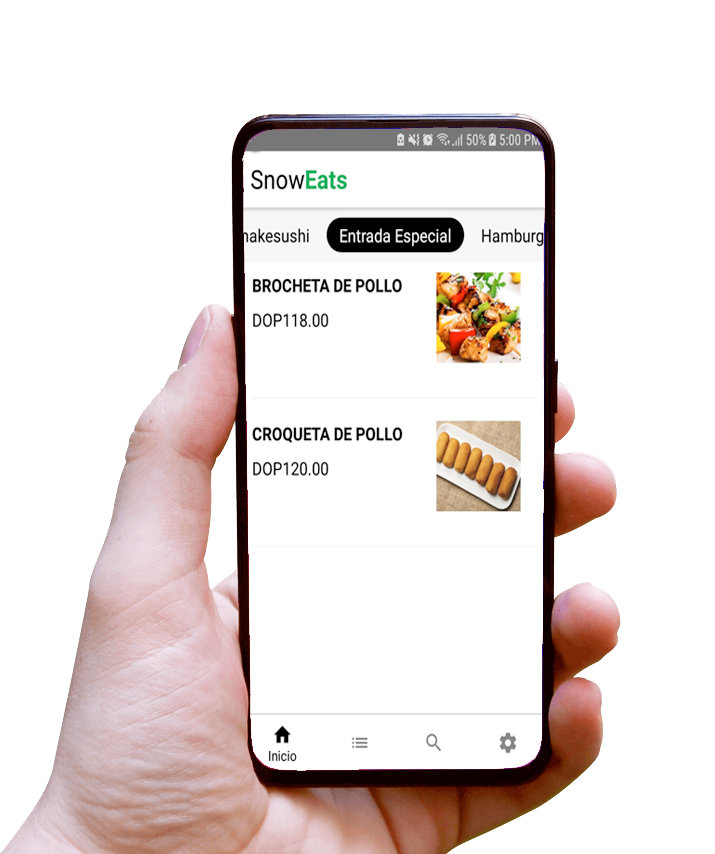 50% 5:00 PM
SnowEats
makesushi Entrada Especial Hamburg
BROCHETA DE POLLO
DOP118.00
CROQUETA DE POLLO
DOP120.00
Inicio